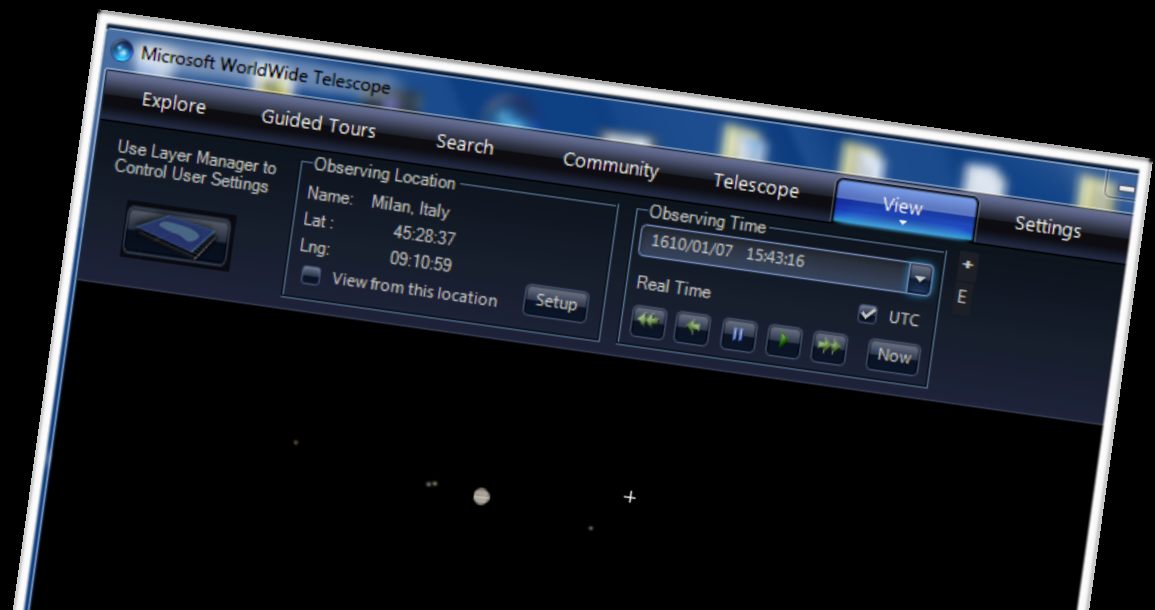 Microsoft WorldWide Telescope
Explore
Guided Tours
Search
Community
Telescope
View
Settings
Use Layer Manager to
Control User Settings
Observing Location
Name: Milan, Italy
Lat : 45:28:37
Lng: 09:10:59
View from this location
Setup
Observing Time
1610/01/07 15:43:16
Real Time
UTC
Now
E